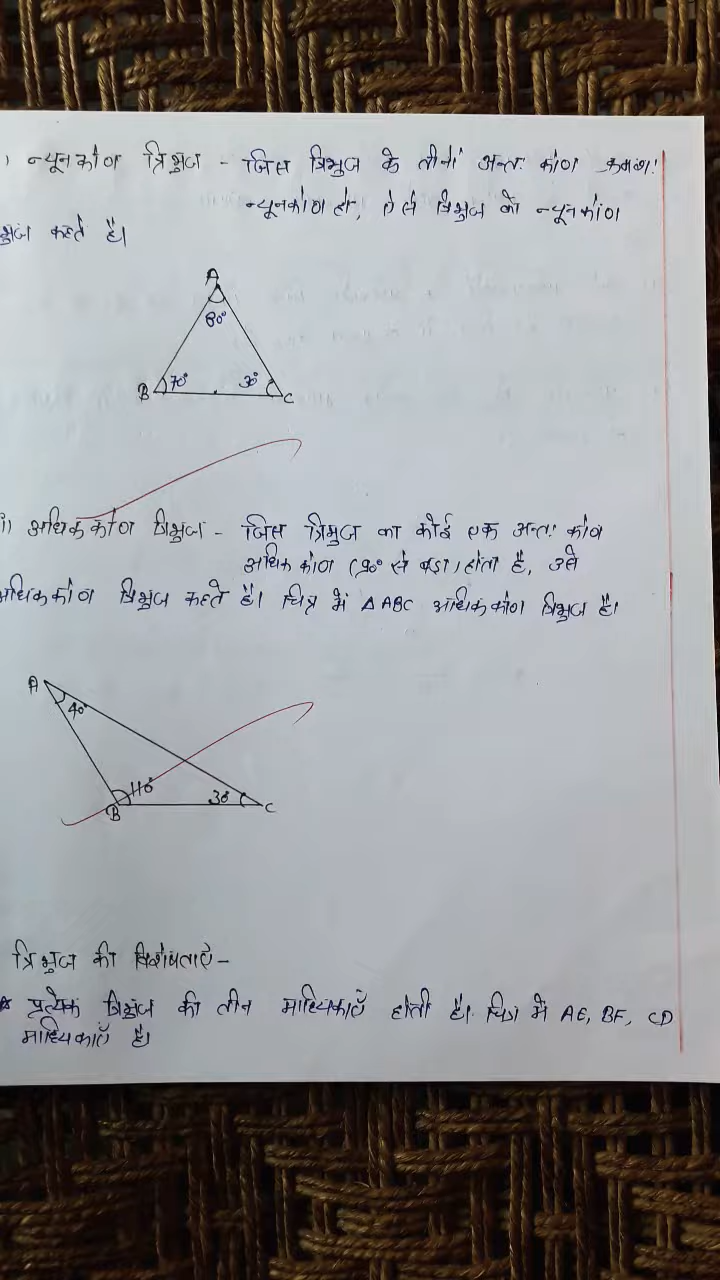 ) न्यूनकोण त्रिभुज - जिस त्रिभुज के तीनों अन्तः कोण क्रमशः
न्यूनकोण हो, ऐसे त्रिभुज को न्यूनकोण
भुज कहते है।
A
80°
B 70° 30° C
i) अधिककोण त्रिभुज - जिस त्रिभुज का कोई एक अन्तः कोण
अधिक कोण (90° से बड़ा) होता है, उसे
अधिककोण त्रिभुज कहते है। चित्र में △ABC अधिककोण त्रिभुज है।
A
40°
110° 30°
B C
त्रिभुज की विशेषताऐ -
* प्रत्येक त्रिभुज की तीन माध्यिकाएँ होती है। चित्र में AE, BF, CD
माध्यिकाएँ है।